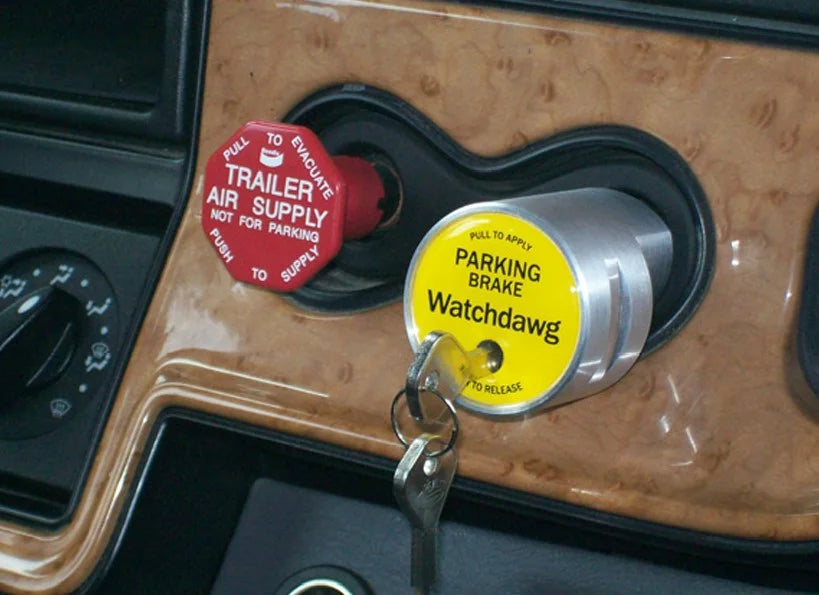 PULL TO EVACUATE
TRAILER
AIR SUPPLY
NOT FOR PARKING
PUSH TO SUPPLY
PULL TO APPLY
PARKING
BRAKE
Watchdawg
TO RELEASE